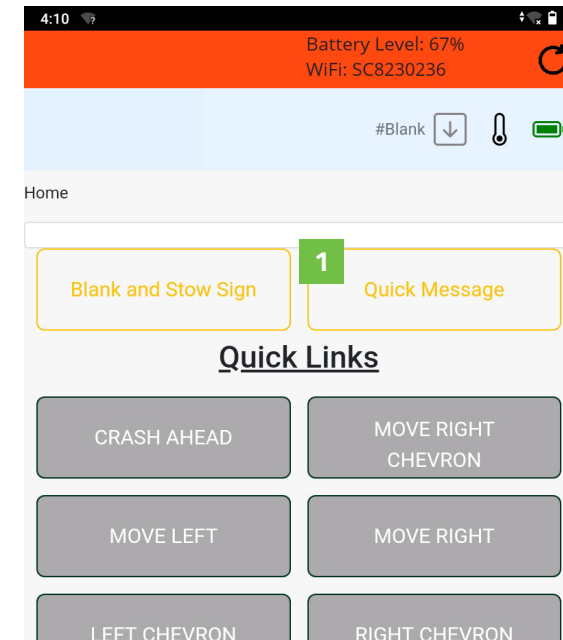 4:10
Battery Level: 67%
WiFi: SC8230236
#Blank
Home
1
Blank and Stow Sign
Quick Message
Quick Links
CRASH AHEAD
MOVE RIGHT
CHEVRON
MOVE LEFT
MOVE RIGHT
LEFT CHEVRON
RIGHT CHEVRON